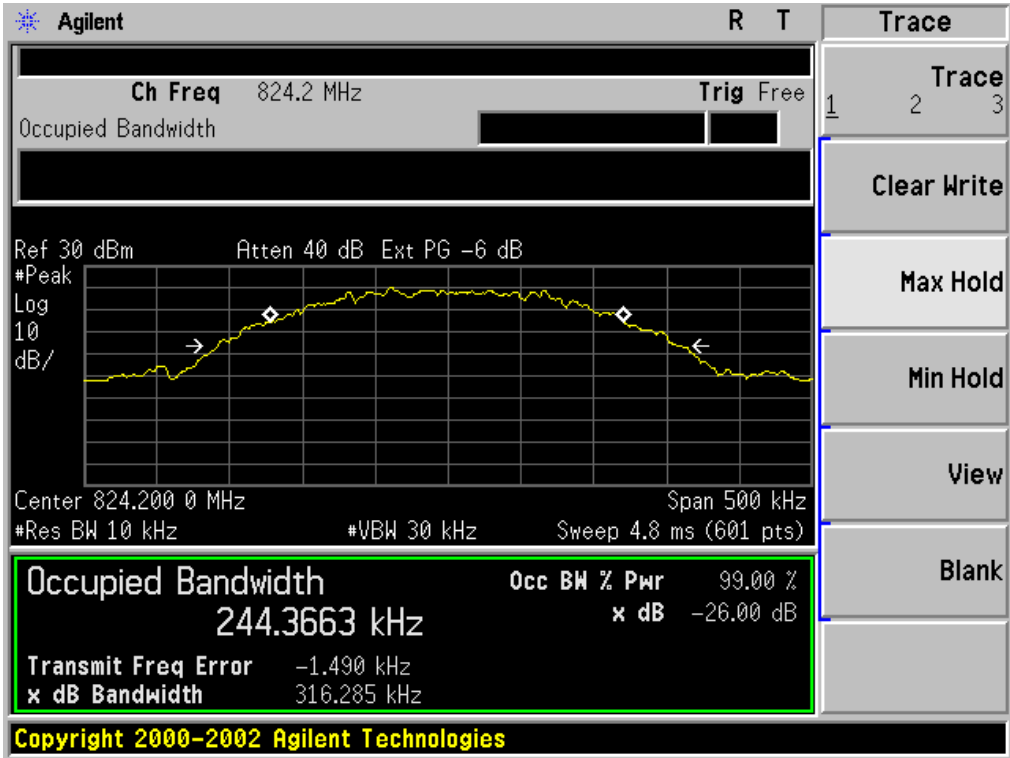 Agilent R T
Ch Freq 824.2 MHz Trig Free
Occupied Bandwidth
Ref 30 dBm Atten 40 dB Ext PG -6 dB
#Peak
Log
10
dB/
Center 824.200 0 MHz Span 500 kHz
#Res BW 10 kHz #VBW 30 kHz Sweep 4.8 ms (601 pts)
Occupied Bandwidth
244.3663 kHz
Occ BW % Pwr 99.00 %
x dB -26.00 dB
Transmit Freq Error -1.490 kHz
x dB Bandwidth 316.285 kHz
Copyright 2000-2002 Agilent Technologies
Trace
Trace
1 2 3
Clear Write
Max Hold
Min Hold
View
Blank